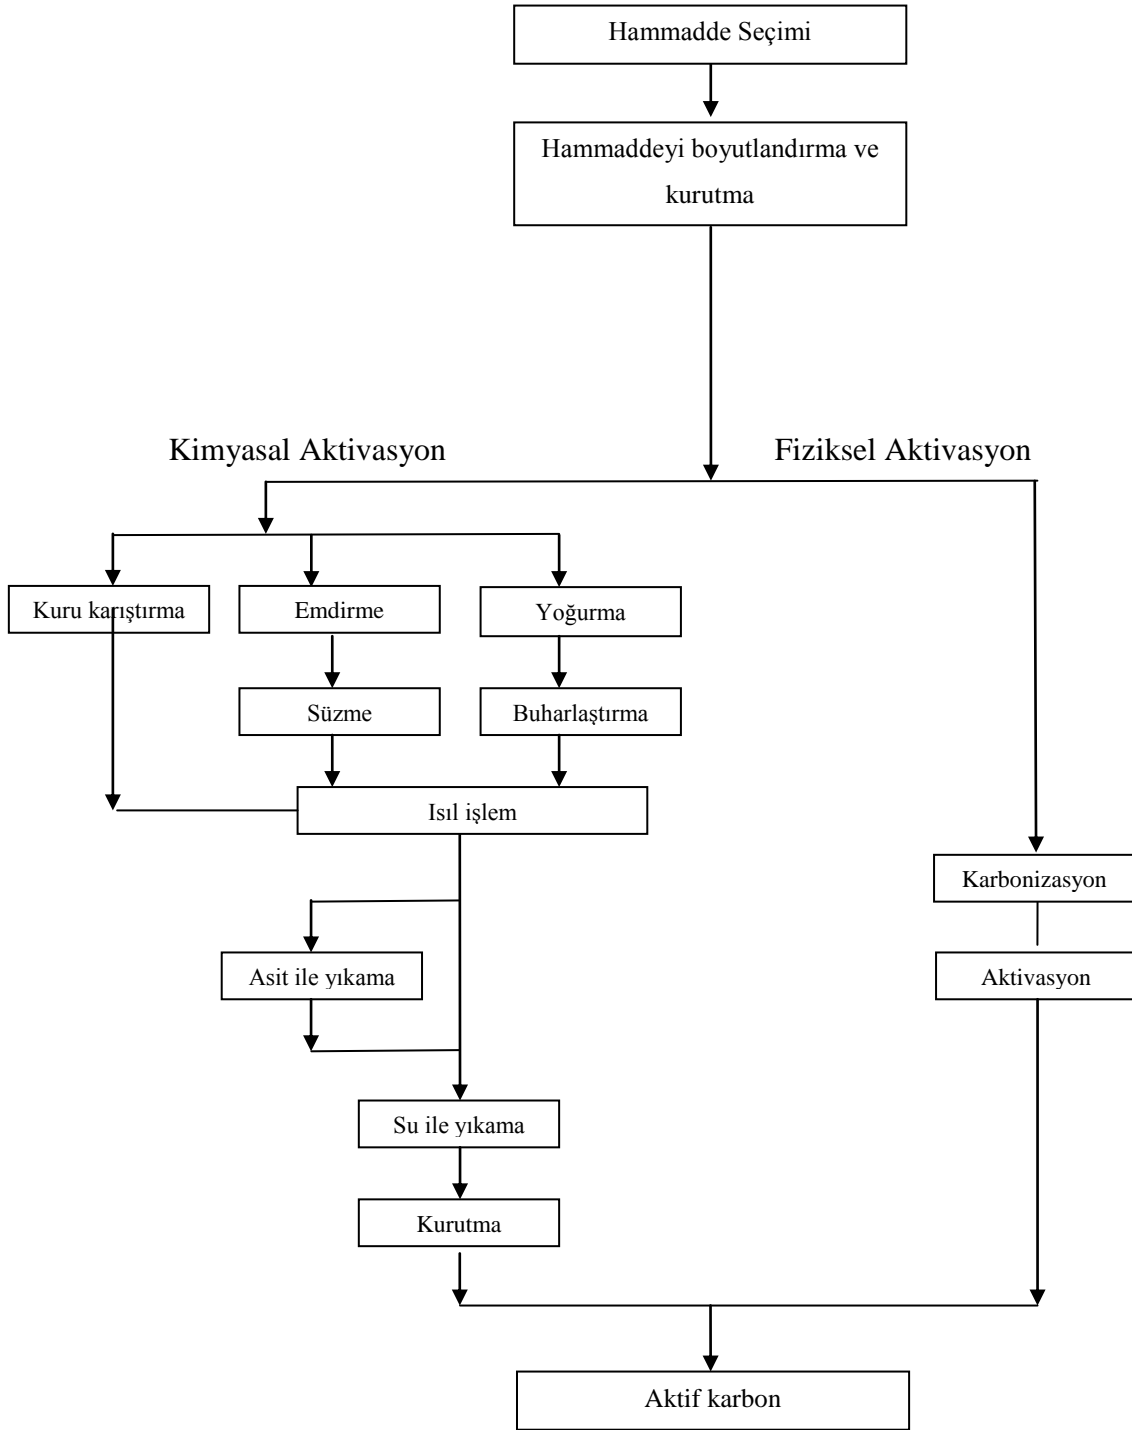 Hammadde Seçimi
Hammaddeyi boyutlandırma ve
kurutma
Kimyasal Aktivasyon
Fiziksel Aktivasyon
Kuru karıştırma
Emdirme
Yoğurma
Süzme
Buharlaştırma
Isıl işlem
Karbonizasyon
Asit ile yıkama
Aktivasyon
Su ile yıkama
Kurutma
Aktif karbon